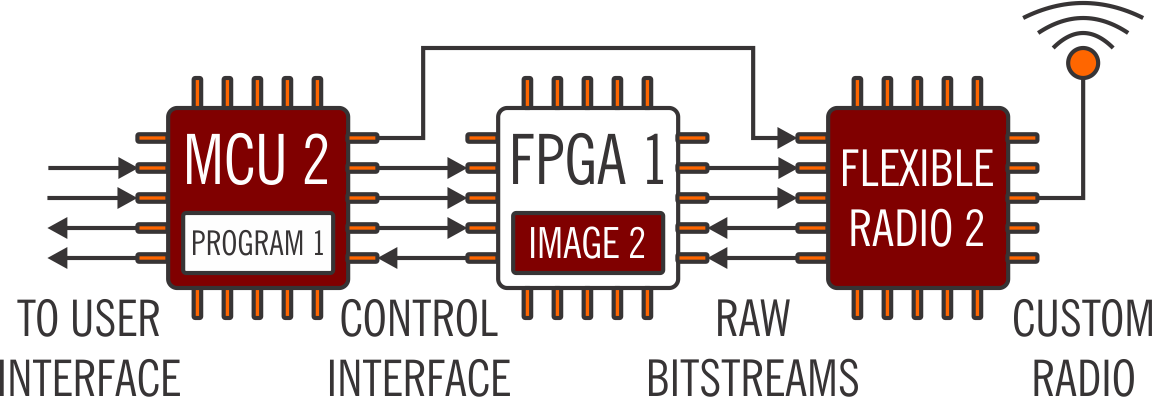 MCU 2
PROGRAM 1
FPGA 1
IMAGE 2
FLEXIBLE
RADIO 2
TO USER
INTERFACE
CONTROL
INTERFACE
RAW
BITSTREAMS
CUSTOM
RADIO